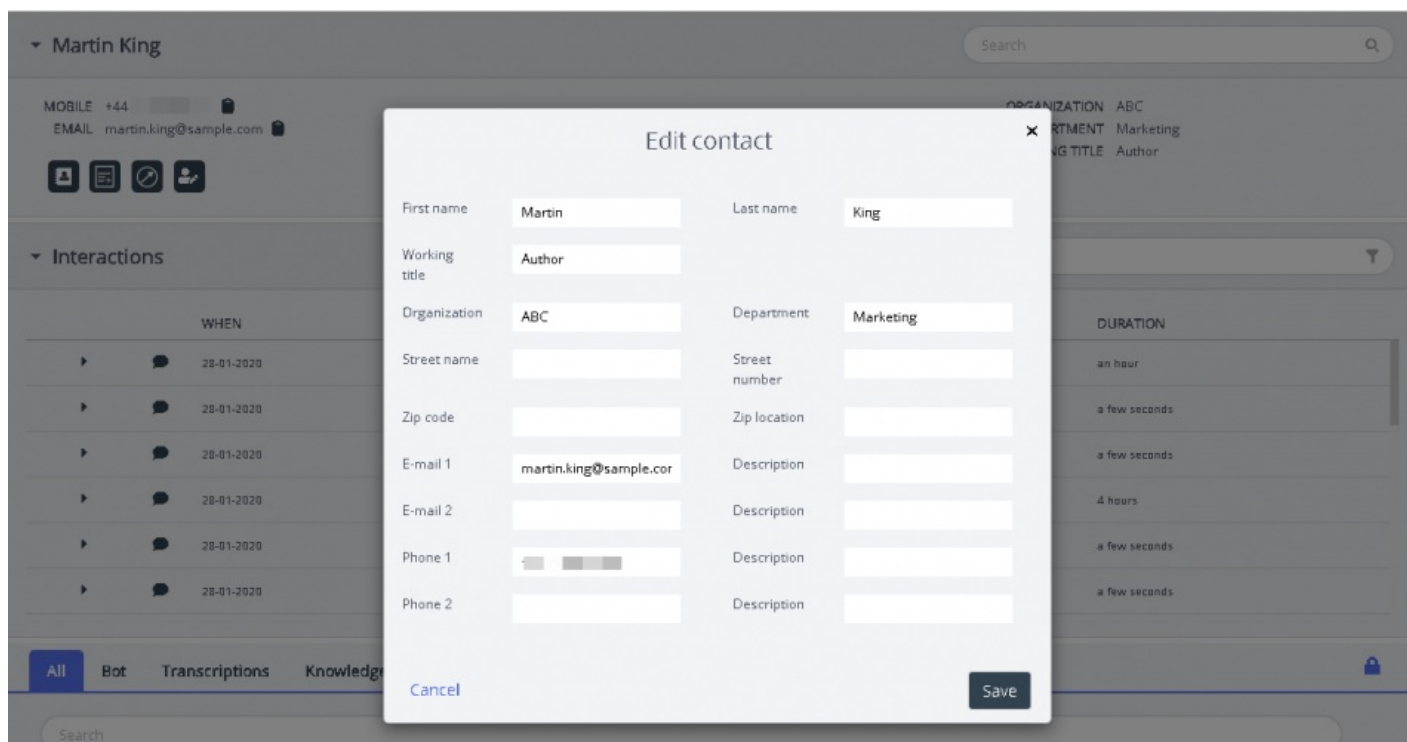 Martin King
Search
MOBILE +44
EMAIL martin.king@sample.com
ORGANIZATION ABC
RTMENT Marketing
NG TITLE Author
Edit contact
First name Martin Last name King
Working title Author
Organization ABC Department Marketing
Street name Street number
Zip code Zip location
E-mail 1 martin.king@sample.cor Description
E-mail 2 Description
Phone 1 Description
Phone 2 Description
Cancel Save
Interactions
WHEN DURATION
28-01-2020 an hour
28-01-2020 a few seconds
28-01-2020 a few seconds
28-01-2020 4 hours
28-01-2020 a few seconds
28-01-2020 a few seconds
All Bot Transcriptions Knowledge
Search